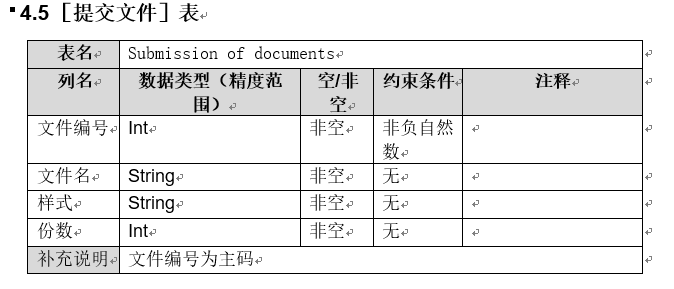 4.5［提交文件］表
表名 Submission of documents
列名 数据类型（精度范围） 空/非空 约束条件 注释
文件编号 Int 非空 非负自然数
文件名 String 非空 无
样式 String 非空 无
份数 Int 非空 无
补充说明 文件编号为主码